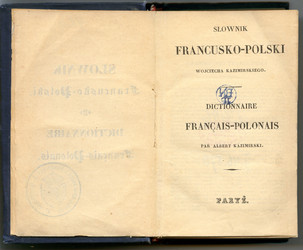 SŁOWNIK
FRANCUSKO-POLSKI
WOJCIECHA KAZIMIRSKIEGO.
DICTIONNAIRE
FRANÇAIS-POLONAIS
PAR ALBERT KAZIMIRSKI.
PARYŻ.